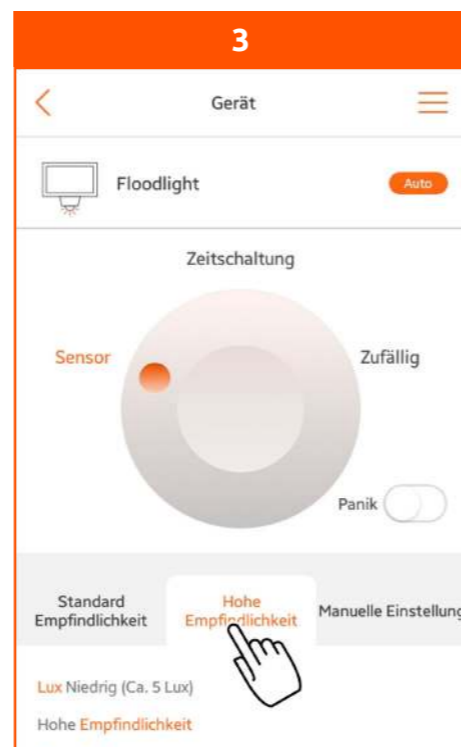 3
Gerät
Floodlight
Auto
Zeitschaltung
Sensor
Zufällig
Panik
Standard
Empfindlichkeit
Hohe
Empfindlichkeit
Manuelle Einstellung
Lux Niedrig (Ca. 5 Lux)
Hohe Empfindlichkeit